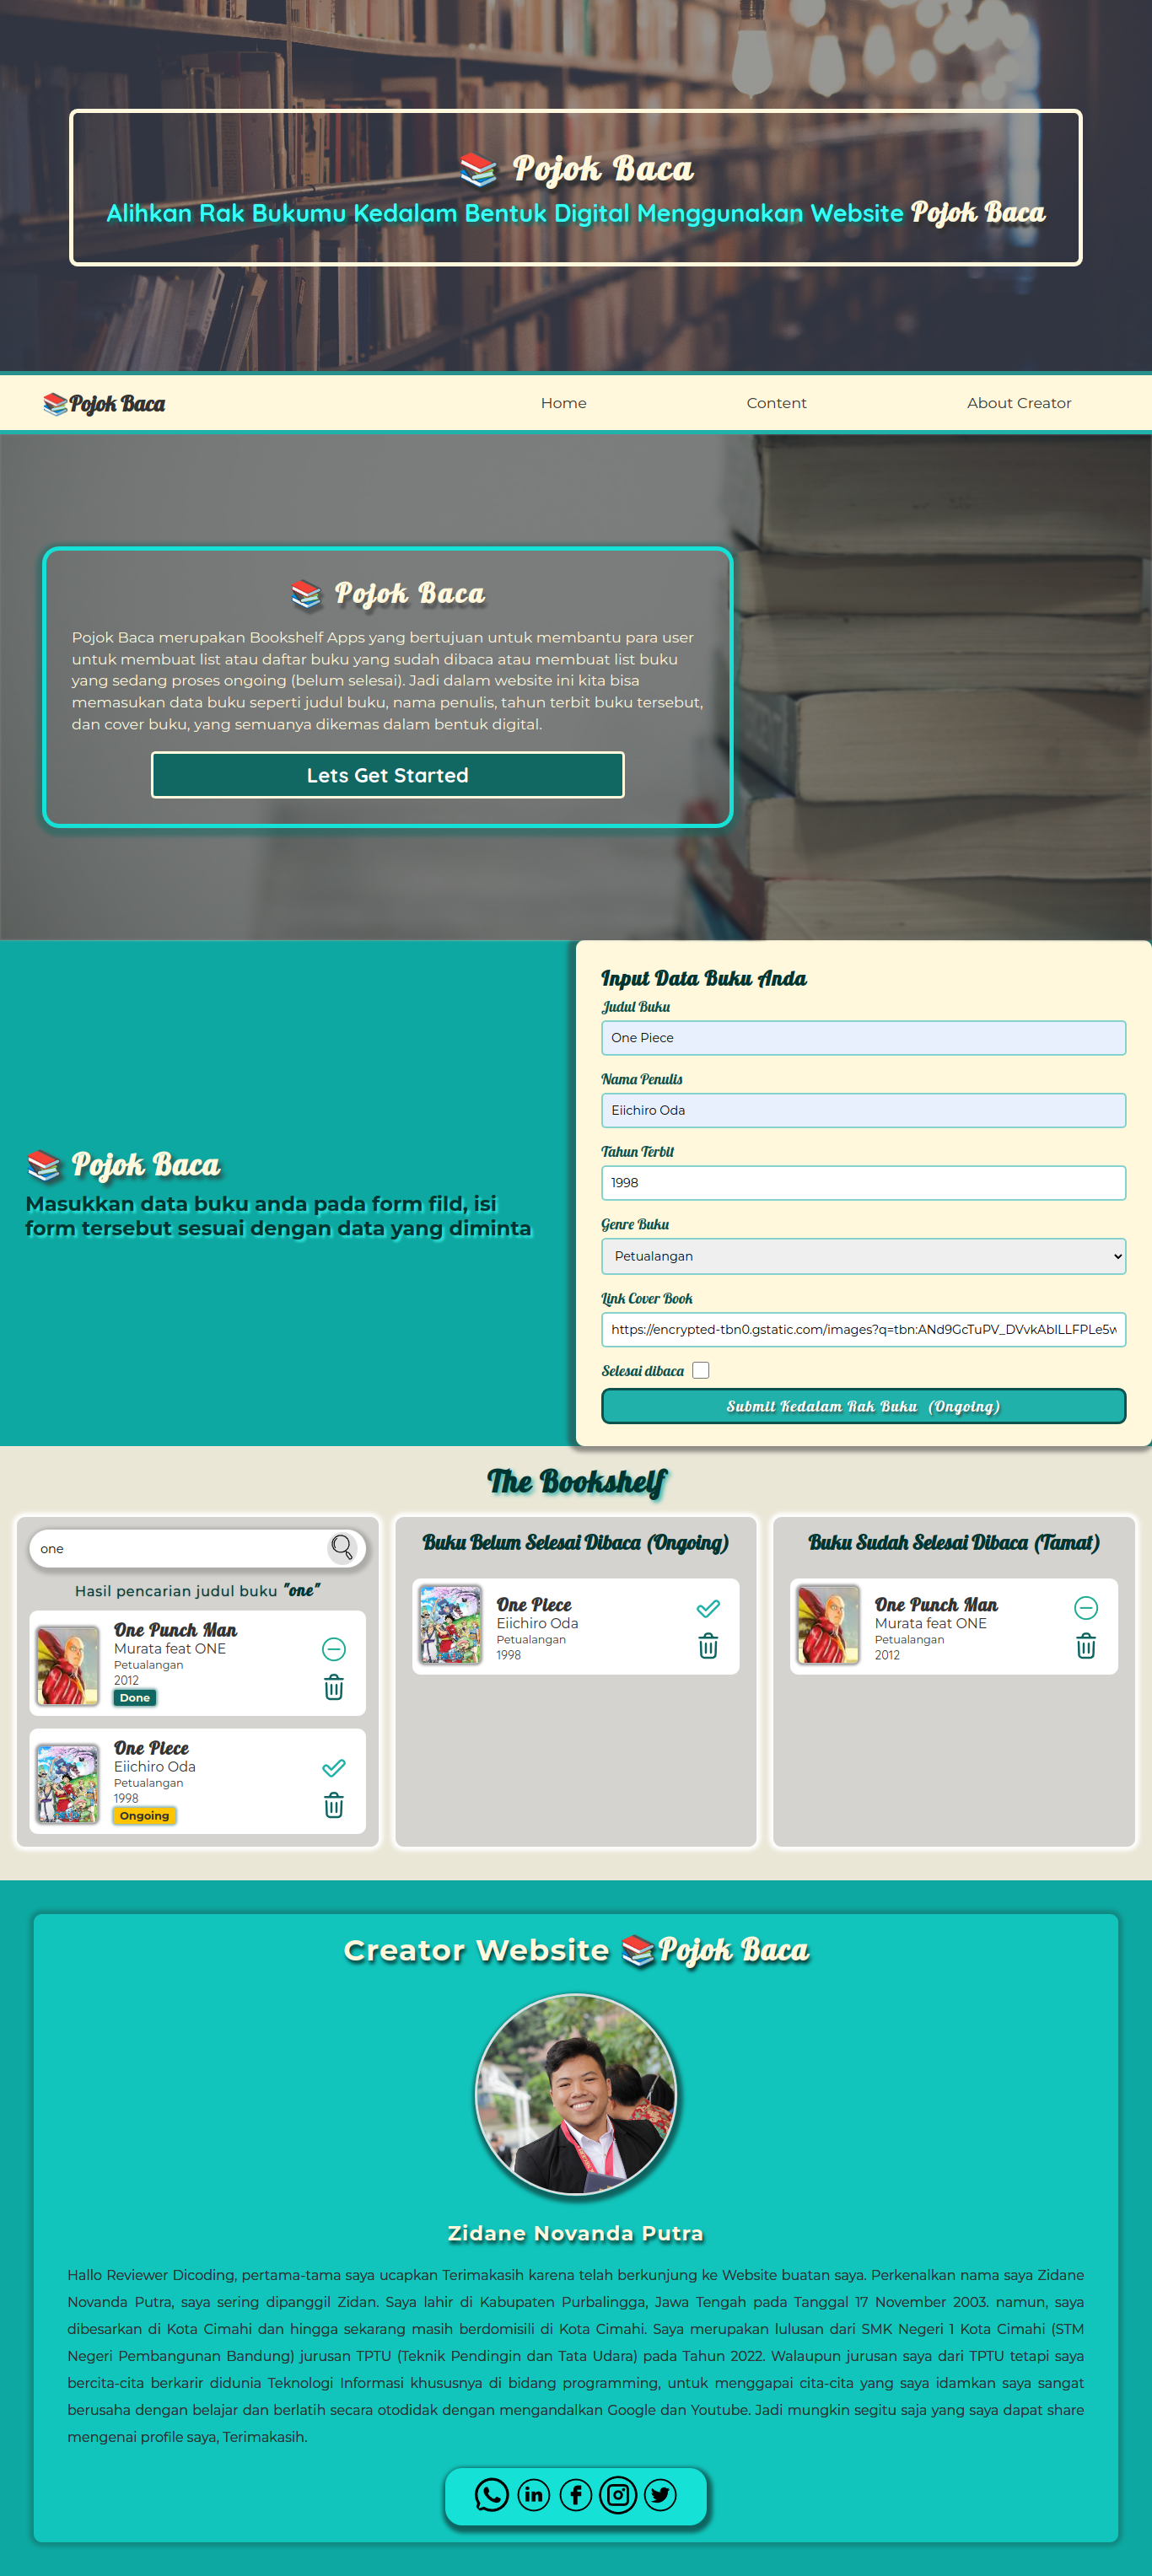 📚 Pojok Baca
Alihkan Rak Bukumu Kedalam Bentuk Digital Menggunakan Website Pojok Baca
📚Pojok Baca
Home
Content
About Creator
📚 Pojok Baca
Pojok Baca merupakan Bookshelf Apps yang bertujuan untuk membantu para user
untuk membuat list atau daftar buku yang sudah dibaca atau membuat list buku
yang sedang proses ongoing (belum selesai). Jadi dalam website ini kita bisa
memasukan data buku seperti judul buku, nama penulis, tahun terbit buku tersebut,
dan cover buku, yang semuanya dikemas dalam bentuk digital.
Lets Get Started
📚 Pojok Baca
Masukkan data buku anda pada form fild, isi
form tersebut sesuai dengan data yang diminta
Input Data Buku Anda
Judul Buku
One Piece
Nama Penulis
Eiichiro Oda
Tahun Terbit
1998
Genre Buku
Petualangan
Link Cover Book
https://encrypted-tbn0.gstatic.com/images?q=tbn:ANd9GcTuPV_DVvkAblLLFPLe5w
Selesai dibaca
Submit Kedalam Rak Buku (Ongoing)
The Bookshelf
one
Hasil pencarian judul buku "one"
One Punch Man
Murata feat ONE
Petualangan
2012
Done
One Piece
Eiichiro Oda
Petualangan
1998
Ongoing
Buku Belum Selesai Dibaca (Ongoing)
One Piece
Eiichiro Oda
Petualangan
1998
Buku Sudah Selesai Dibaca (Tamat)
One Punch Man
Murata feat ONE
Petualangan
2012
Creator Website 📚Pojok Baca
Zidane Novanda Putra
Hallo Reviewer Dicoding, pertama-tama saya ucapkan Terimakasih karena telah berkunjung ke Website buatan saya. Perkenalkan nama saya Zidane
Novanda Putra, saya sering dipanggil Zidan. Saya lahir di Kabupaten Purbalingga, Jawa Tengah pada Tanggal 17 November 2003. namun, saya
dibesarkan di Kota Cimahi dan hingga sekarang masih berdomisili di Kota Cimahi. Saya merupakan lulusan dari SMK Negeri 1 Kota Cimahi (STM
Negeri Pembangunan Bandung) jurusan TPTU (Teknik Pendingin dan Tata Udara) pada Tahun 2022. Walaupun jurusan saya dari TPTU tetapi saya
bercita-cita berkarir didunia Teknologi Informasi khususnya di bidang programming, untuk menggapai cita-cita yang saya idamkan saya sangat
berusaha dengan belajar dan berlatih secara otodidak dengan mengandalkan Google dan Youtube. Jadi mungkin segitu saja yang saya dapat share
mengenai profile saya, Terimakasih.